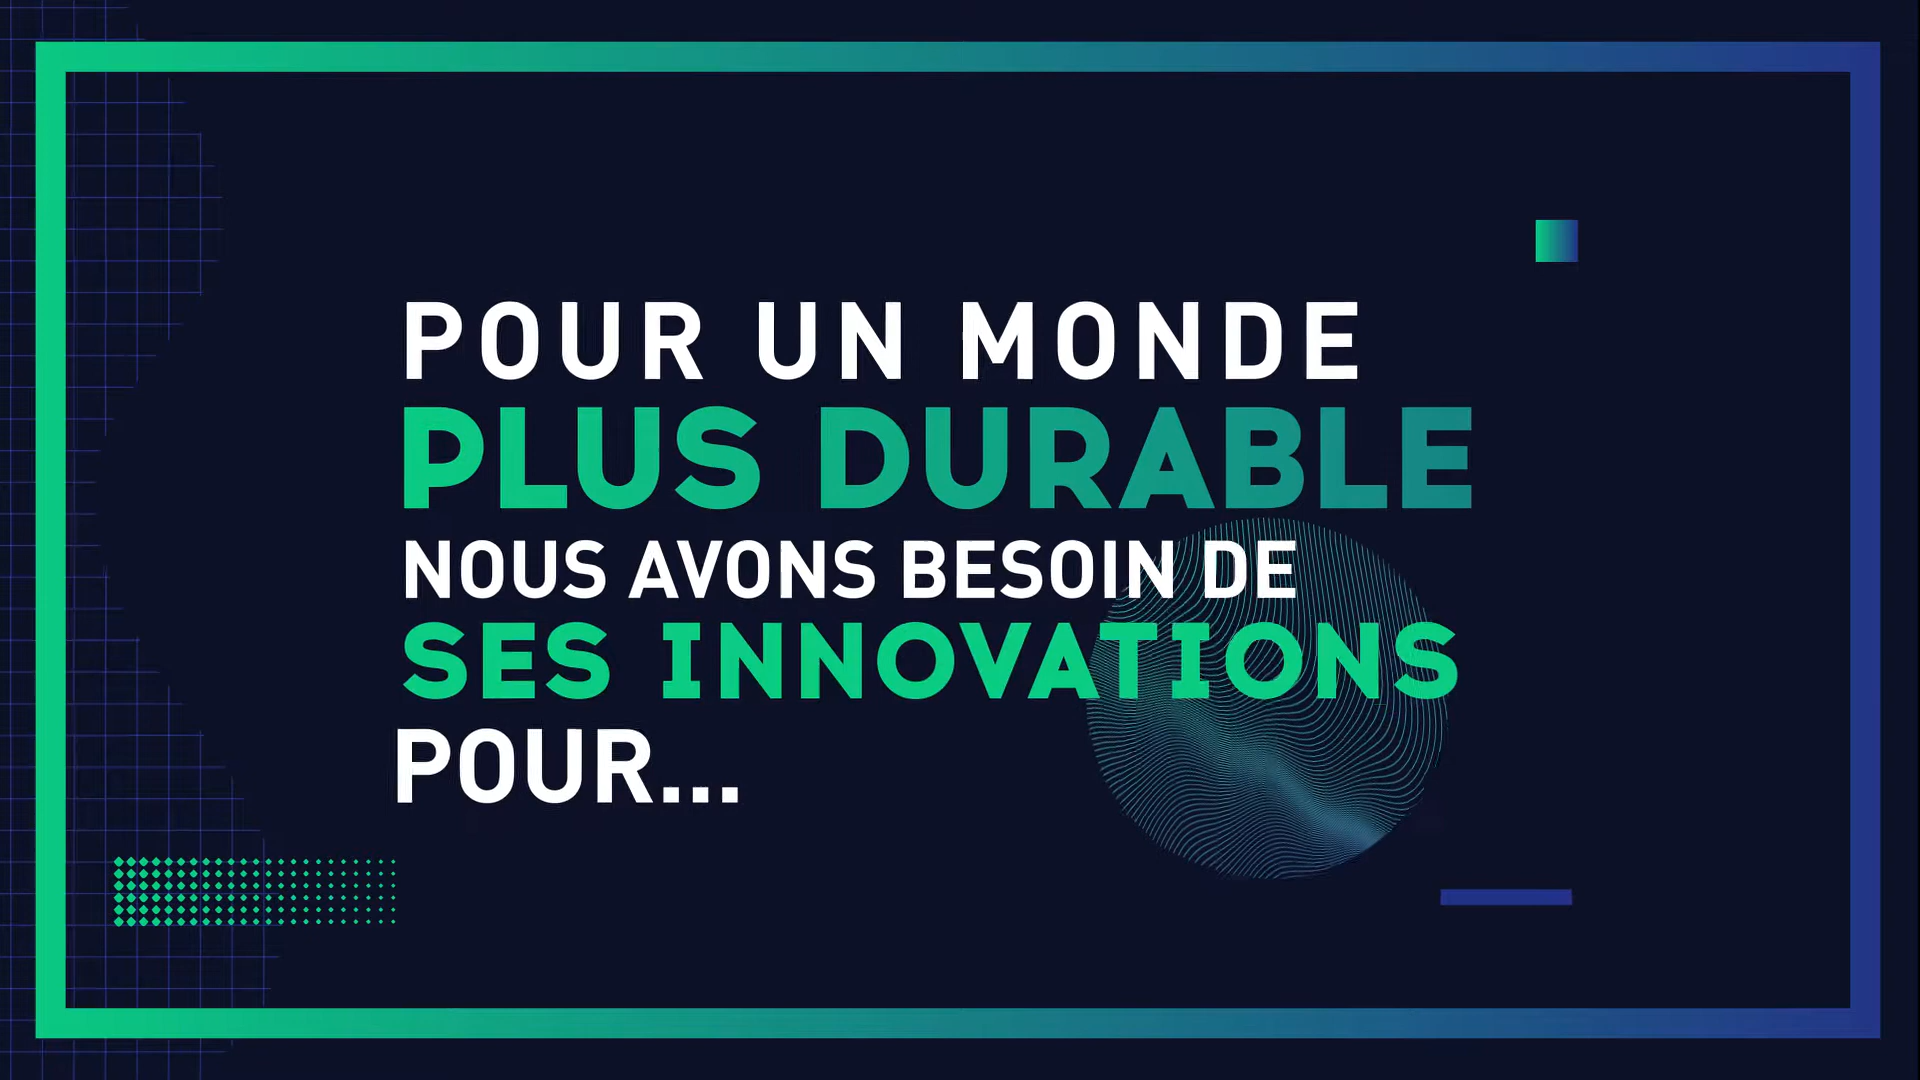 POUR UN MONDE
PLUS DURABLE
NOUS AVONS BESOIN DE
SES INNOVATIONS
POUR...